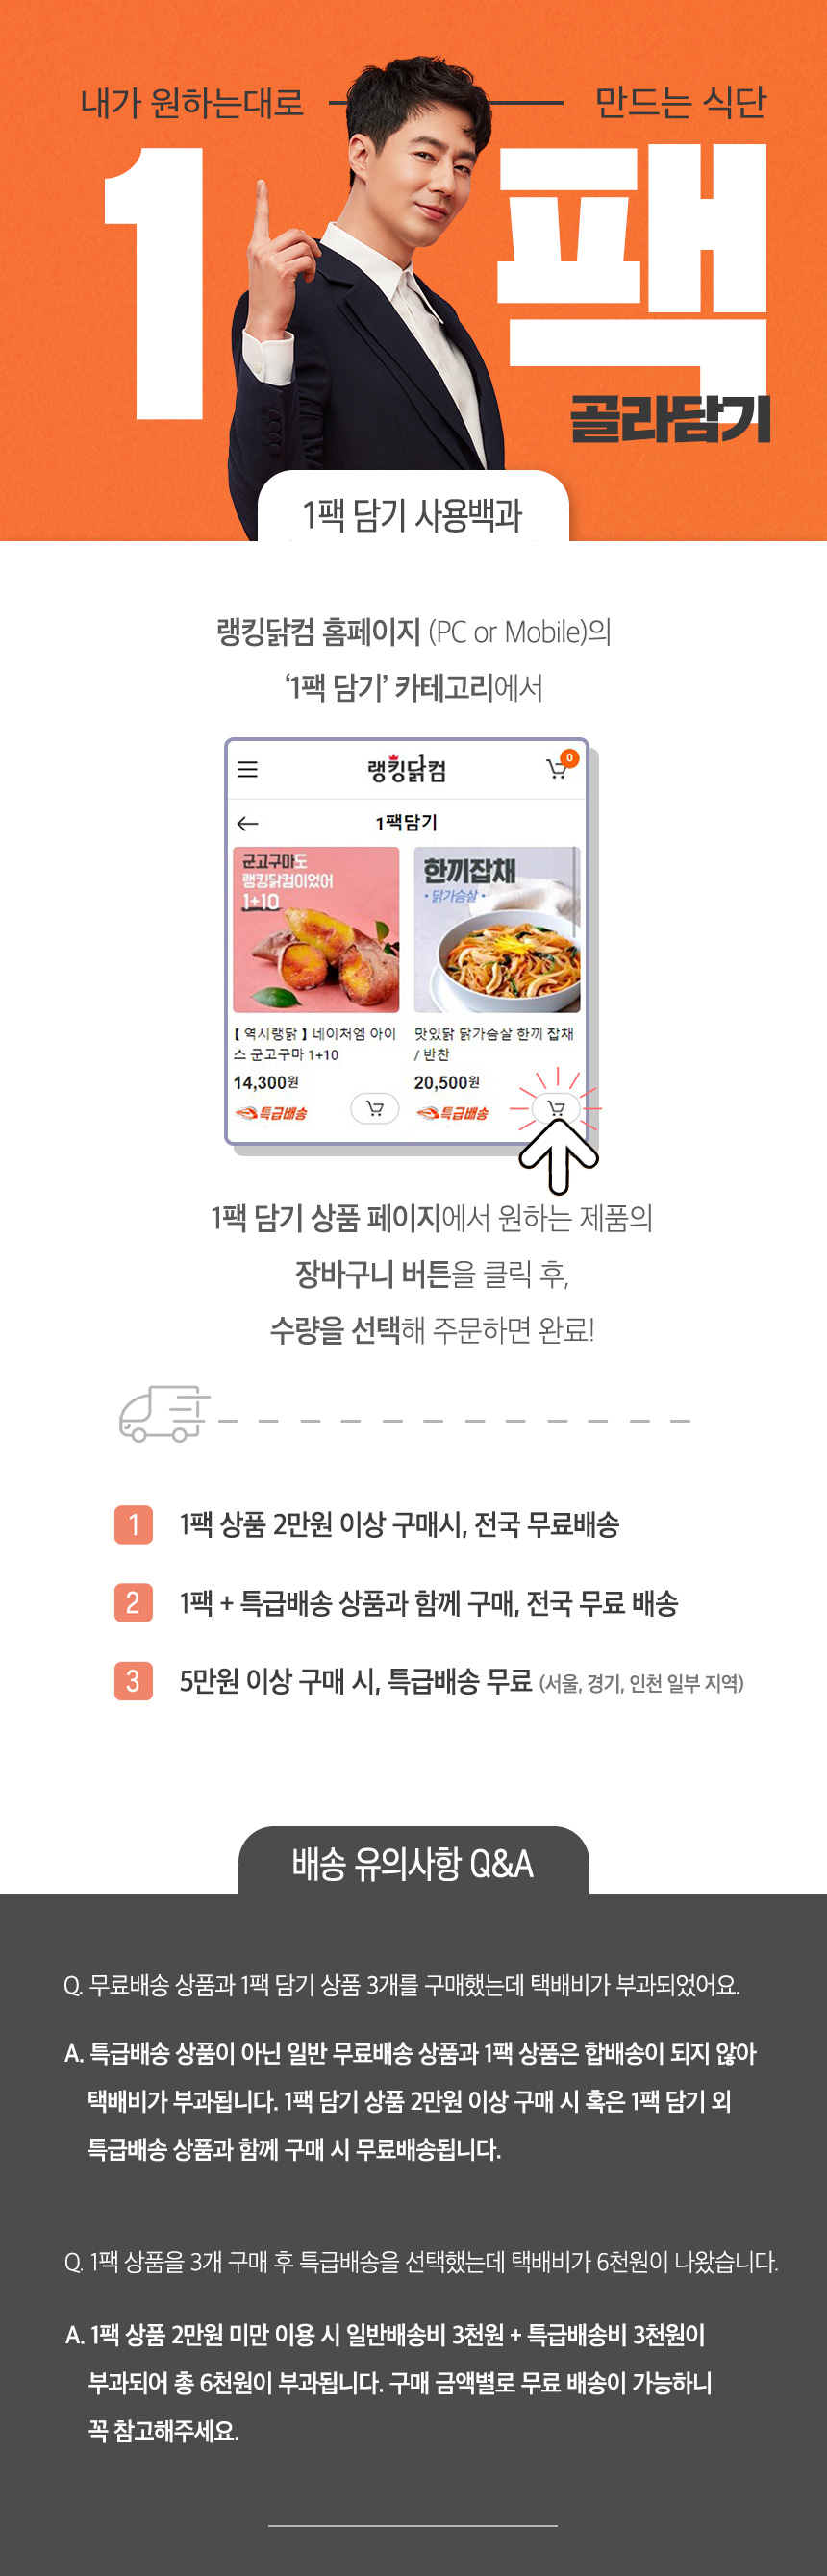 내가 원하는대로
만드는 식단
1팩
골라담기
1팩 담기 사용백과
랭킹닭컴 홈페이지 (PC or Mobile)의
‘1팩 담기’ 카테고리에서
랭킹닭컴
0
1팩담기
군고구마도
랭킹닭컴이었어
1+10
한끼잡채
• 닭가슴살 •
【 역시랭닭 】 네이처엠 아이
스 군고구마 1+10
14,300원
특급배송
맛있닭 닭가슴살 한끼 잡채
/ 반찬
20,500원
특급배송
1팩 담기 상품 페이지에서 원하는 제품의
장바구니 버튼을 클릭 후,
수량을 선택해 주문하면 완료!
1 1팩 상품 2만원 이상 구매시, 전국 무료배송
2 1팩 + 특급배송 상품과 함께 구매, 전국 무료 배송
3 5만원 이상 구매 시, 특급배송 무료 (서울, 경기, 인천 일부 지역)
배송 유의사항 Q&A
Q. 무료배송 상품과 1팩 담기 상품 3개를 구매했는데 택배비가 부과되었어요.
A. 특급배송 상품이 아닌 일반 무료배송 상품과 1팩 상품은 합배송이 되지 않아
택배비가 부과됩니다. 1팩 담기 상품 2만원 이상 구매 시 혹은 1팩 담기 외
특급배송 상품과 함께 구매 시 무료배송됩니다.
Q. 1팩 상품을 3개 구매 후 특급배송을 선택했는데 택배비가 6천원이 나왔습니다.
A. 1팩 상품 2만원 미만 이용 시 일반배송비 3천원 + 특급배송비 3천원이
부과되어 총 6천원이 부과됩니다. 구매 금액별로 무료 배송이 가능하니
꼭 참고해주세요.